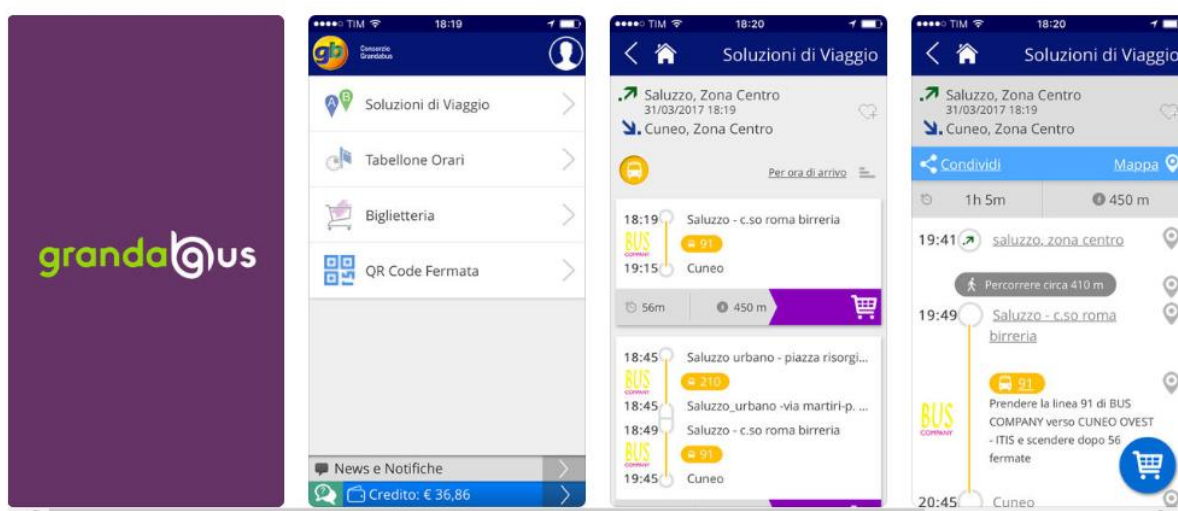 grandabus
TIM 18:19
gb Consorzio
Grandabus
A B
Soluzioni di Viaggio
Tabellone Orari
Biglietteria
QR Code Fermata
News e Notifiche
Credito: € 36,86
TIM 18:20
Soluzioni di Viaggio
Saluzzo, Zona Centro
31/03/2017 18:19
Cuneo, Zona Centro
Per ora di arrivo
18:19 Saluzzo - c.so roma birreria
BUS COMPANY 91
19:15 Cuneo
56m 450 m
18:45 Saluzzo urbano - piazza risorgi...
BUS COMPANY 210
18:45 Saluzzo_urbano -via martiri-p. ...
18:49 Saluzzo - c.so roma birreria
BUS COMPANY 91
19:45 Cuneo
TIM 18:20
Soluzioni di Viaggio
Saluzzo, Zona Centro
31/03/2017 18:19
Cuneo, Zona Centro
Condividi Mappa
1h 5m 450 m
19:41 saluzzo, zona centro
Percorrere circa 410 m
19:49 Saluzzo - c.so roma
birreria
91
BUS
COMPANY
Prendere la linea 91 di BUS
COMPANY verso CUNEO OVEST
- ITIS e scendere dopo 56
fermate
20:45 Cuneo